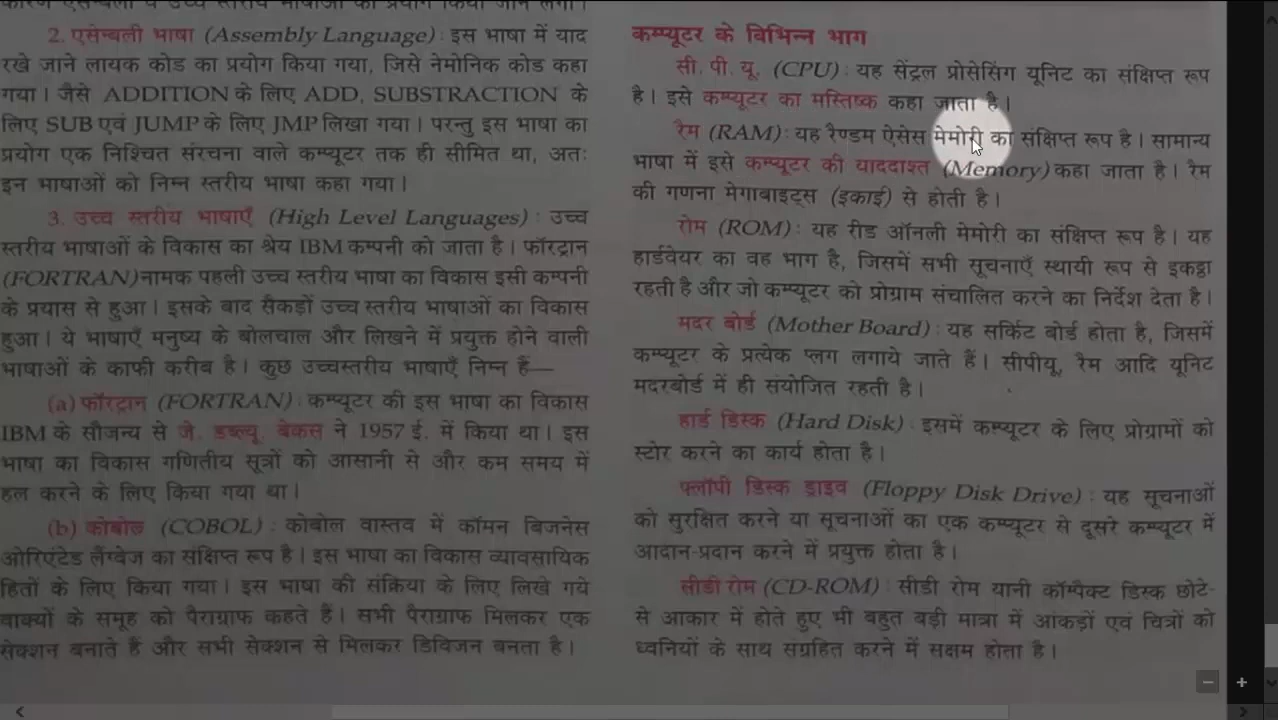 2. एसेम्बली भाषा (Assembly Language) : इस भाषा में याद
रखे जाने लायक कोड का प्रयोग किया गया, जिसे नेमोनिक कोड कहा
गया। जैसे ADDITION के लिए ADD, SUBSTRACTION के
लिए SUB एवं JUMP के लिए JMP लिखा गया। परन्तु इस भाषा का
प्रयोग एक निश्चित संरचना वाले कम्प्यूटर तक ही सीमित था, अतः
इन भाषाओं को निम्न स्तरीय भाषा कहा गया।
3. उच्च स्तरीय भाषाएँ (High Level Languages) : उच्च
स्तरीय भाषाओं के विकास का श्रेय IBM कम्पनी को जाता है। फॉरट्रान
(FORTRAN) नामक पहली उच्च स्तरीय भाषा का विकास इसी कम्पनी
के प्रयास से हुआ। इसके बाद सैकड़ों उच्च स्तरीय भाषाओं का विकास
हुआ। ये भाषाएँ मनुष्य के बोलचाल और लिखने में प्रयुक्त होने वाली
भाषाओं के काफी करीब है। कुछ उच्चस्तरीय भाषाएँ निम्न हैं—
(a) फॉरट्रान (FORTRAN) : कम्प्यूटर की इस भाषा का विकास
IBM के सौजन्य से जे. डब्ल्यू. बेकस ने 1957 ई. में किया था। इस
भाषा का विकास गणितीय सूत्रों को आसानी से और कम समय में
हल करने के लिए किया गया था।
(b) कोबोल (COBOL) : कोबोल वास्तव में कॉमन बिजनेस
ओरिएंटेड लैंग्वेज का संक्षिप्त रूप है। इस भाषा का विकास व्यावसायिक
हितों के लिए किया गया। इस भाषा की संक्रिया के लिए लिखे गये
वाक्यों के समूह को पैराग्राफ कहते हैं। सभी पैराग्राफ मिलकर एक
सेक्शन बनाते हैं और सभी सेक्शन से मिलकर डिविजन बनता है।
कम्प्यूटर के विभिन्न भाग
सी. पी. यू. (CPU) : यह सेंट्रल प्रोसेसिंग यूनिट का संक्षिप्त रूप
है। इसे कम्प्यूटर का मस्तिष्क कहा जाता है।
रैम (RAM) : यह रैण्डम ऐसेस मेमोरी का संक्षिप्त रूप है। सामान्य
भाषा में इसे कम्प्यूटर की याददाश्त (Memory) कहा जाता है। रैम
की गणना मेगाबाइट्स (इकाई) से होती है।
रोम (ROM) : यह रीड ऑनली मेमोरी का संक्षिप्त रूप है। यह
हार्डवेयर का वह भाग है, जिसमें सभी सूचनाएँ स्थायी रूप से इकट्ठा
रहती है और जो कम्प्यूटर को प्रोग्राम संचालित करने का निर्देश देता है।
मदर बोर्ड (Mother Board) : यह सर्किट बोर्ड होता है, जिसमें
कम्प्यूटर के प्रत्येक प्लग लगाये जाते हैं। सीपीयू, रैम आदि यूनिट
मदरबोर्ड में ही संयोजित रहती है।
हार्ड डिस्क (Hard Disk) : इसमें कम्प्यूटर के लिए प्रोग्रामों को
स्टोर करने का कार्य होता है।
फ्लॉपी डिस्क ड्राइव (Floppy Disk Drive) : यह सूचनाओं
को सुरक्षित करने या सूचनाओं का एक कम्प्यूटर से दूसरे कम्प्यूटर में
आदान-प्रदान करने में प्रयुक्त होता है।
सीडी रोम (CD-ROM) : सीडी रोम यानी कॉम्पैक्ट डिस्क छोटे-
से आकार में होते हुए भी बहुत बड़ी मात्रा में आंकड़ों एवं चित्रों को
ध्वनियों के साथ संग्रहित करने में सक्षम होता है।